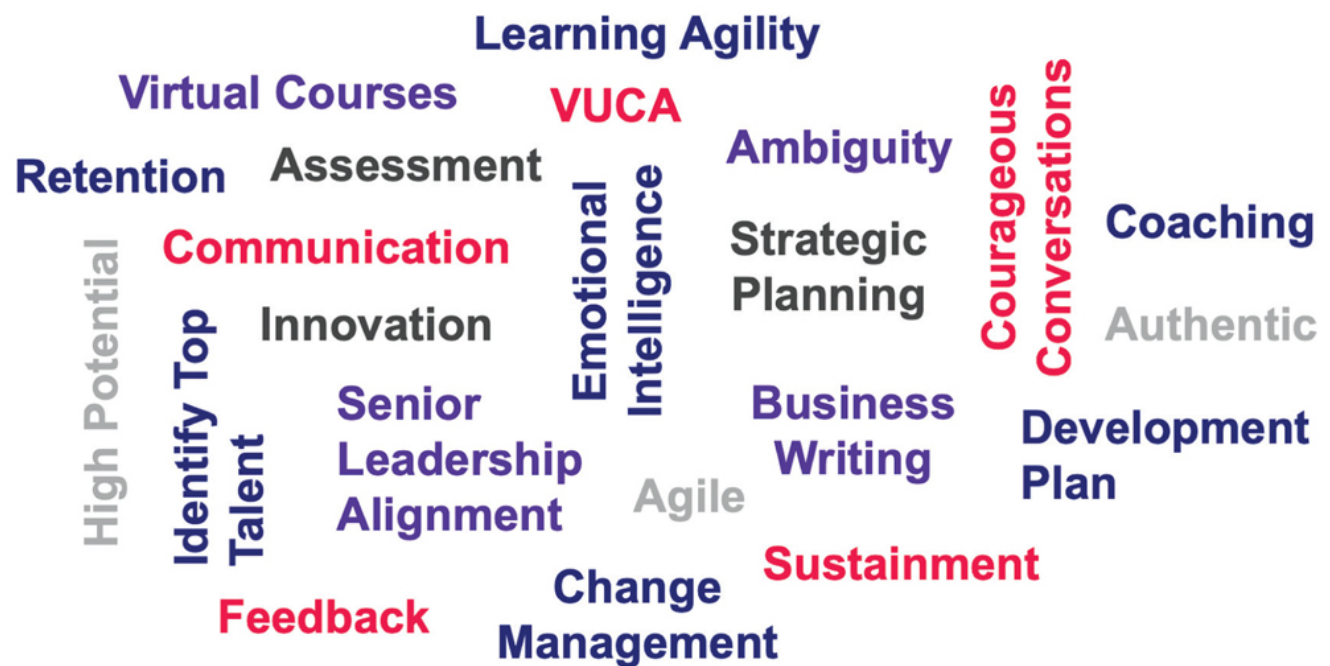 Learning Agility
Virtual Courses
VUCA
Ambiguity
Courageous
Conversations
Retention
Assessment
Emotional
Intelligence
Coaching
Communication
Strategic
Planning
High Potential
Identify Top
Talent
Innovation
Authentic
Senior
Leadership
Alignment
Business
Writing
Development
Plan
Agile
Sustainment
Change
Management
Feedback